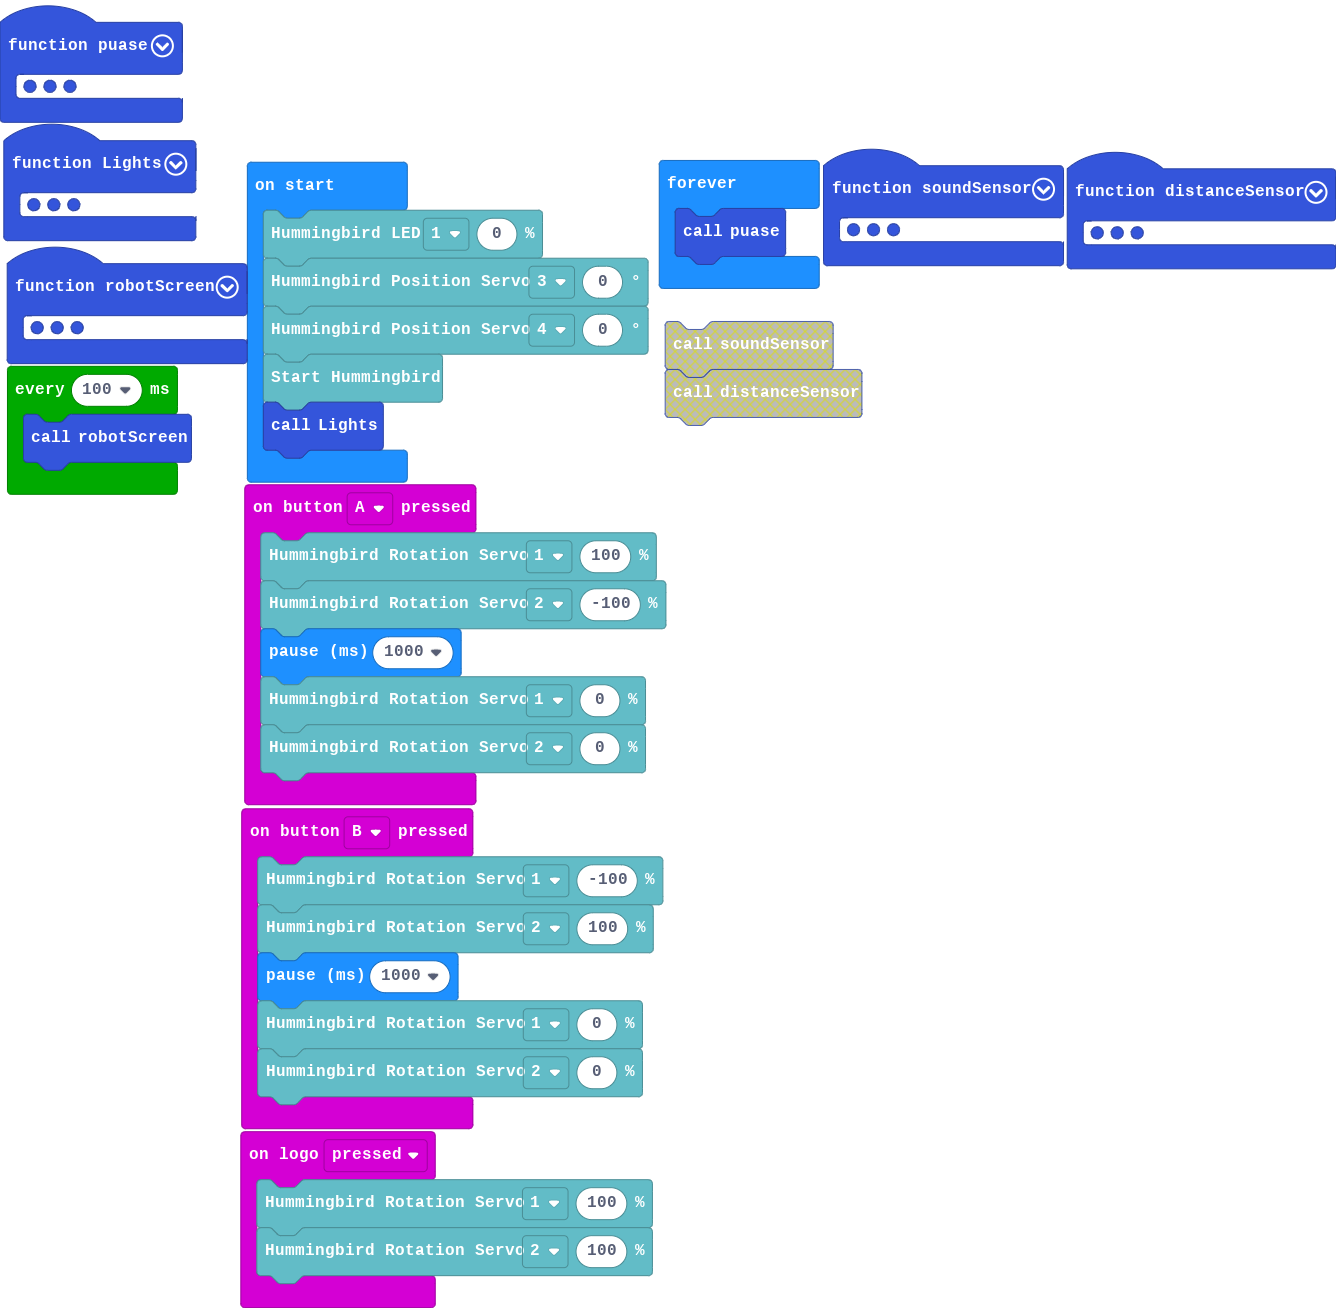 function puase
function Lights
function robotScreen
every 100 ms
call robotScreen
on start
Hummingbird LED 1 0 %
Hummingbird Position Servo 3 0 °
Hummingbird Position Servo 4 0 °
Start Hummingbird
call Lights
on button A pressed
Hummingbird Rotation Servo 1 100 %
Hummingbird Rotation Servo 2 -100 %
pause (ms) 1000
Hummingbird Rotation Servo 1 0 %
Hummingbird Rotation Servo 2 0 %
on button B pressed
Hummingbird Rotation Servo 1 -100 %
Hummingbird Rotation Servo 2 100 %
pause (ms) 1000
Hummingbird Rotation Servo 1 0 %
Hummingbird Rotation Servo 2 0 %
on logo pressed
Hummingbird Rotation Servo 1 100 %
Hummingbird Rotation Servo 2 100 %
forever
call puase
call soundSensor
call distanceSensor
function soundSensor
function distanceSensor